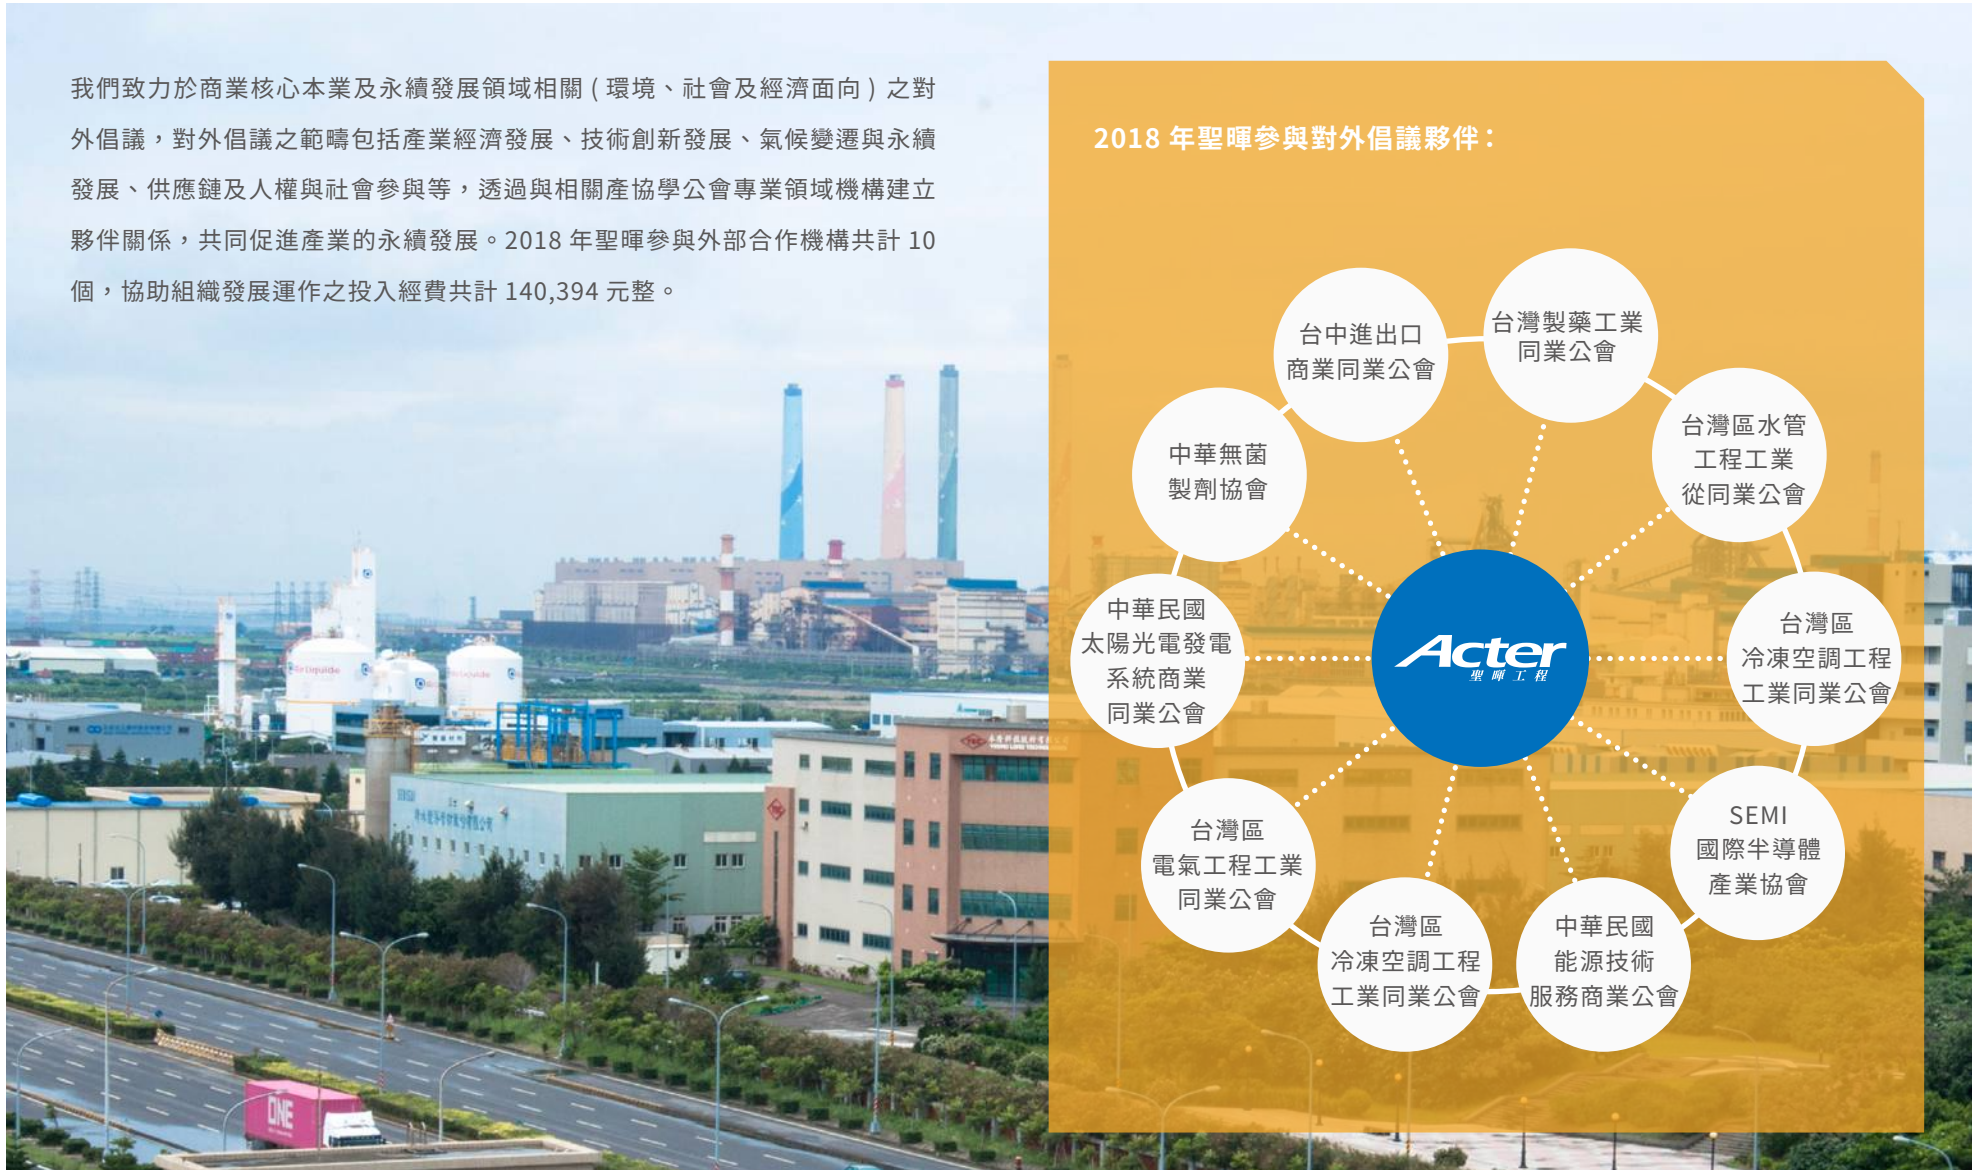 我們致力於商業核心本業及永續發展領域相關 ( 環境、社會及經濟面向 ) 之對
外倡議，對外倡議之範疇包括產業經濟發展、技術創新發展、氣候變遷與永續
發展、供應鏈及人權與社會參與等，透過與相關產協學公會專業領域機構建立
夥伴關係，共同促進產業的永續發展。2018 年聖暉參與外部合作機構共計 10
個，協助組織發展運作之投入經費共計 140,394 元整。
2018 年聖暉參與對外倡議夥伴：
台中進出口
商業同業公會
台灣製藥工業
同業公會
台灣區水管
工程工業
從同業公會
台灣區
冷凍空調工程
工業同業公會
SEMI
國際半導體
產業協會
中華民國
能源技術
服務商業公會
台灣區
冷凍空調工程
工業同業公會
台灣區
電氣工程工業
同業公會
中華民國
太陽光電發電
系統商業
同業公會
中華無菌
製劑協會
Acter
聖暉工程
Air Liquide
ONE